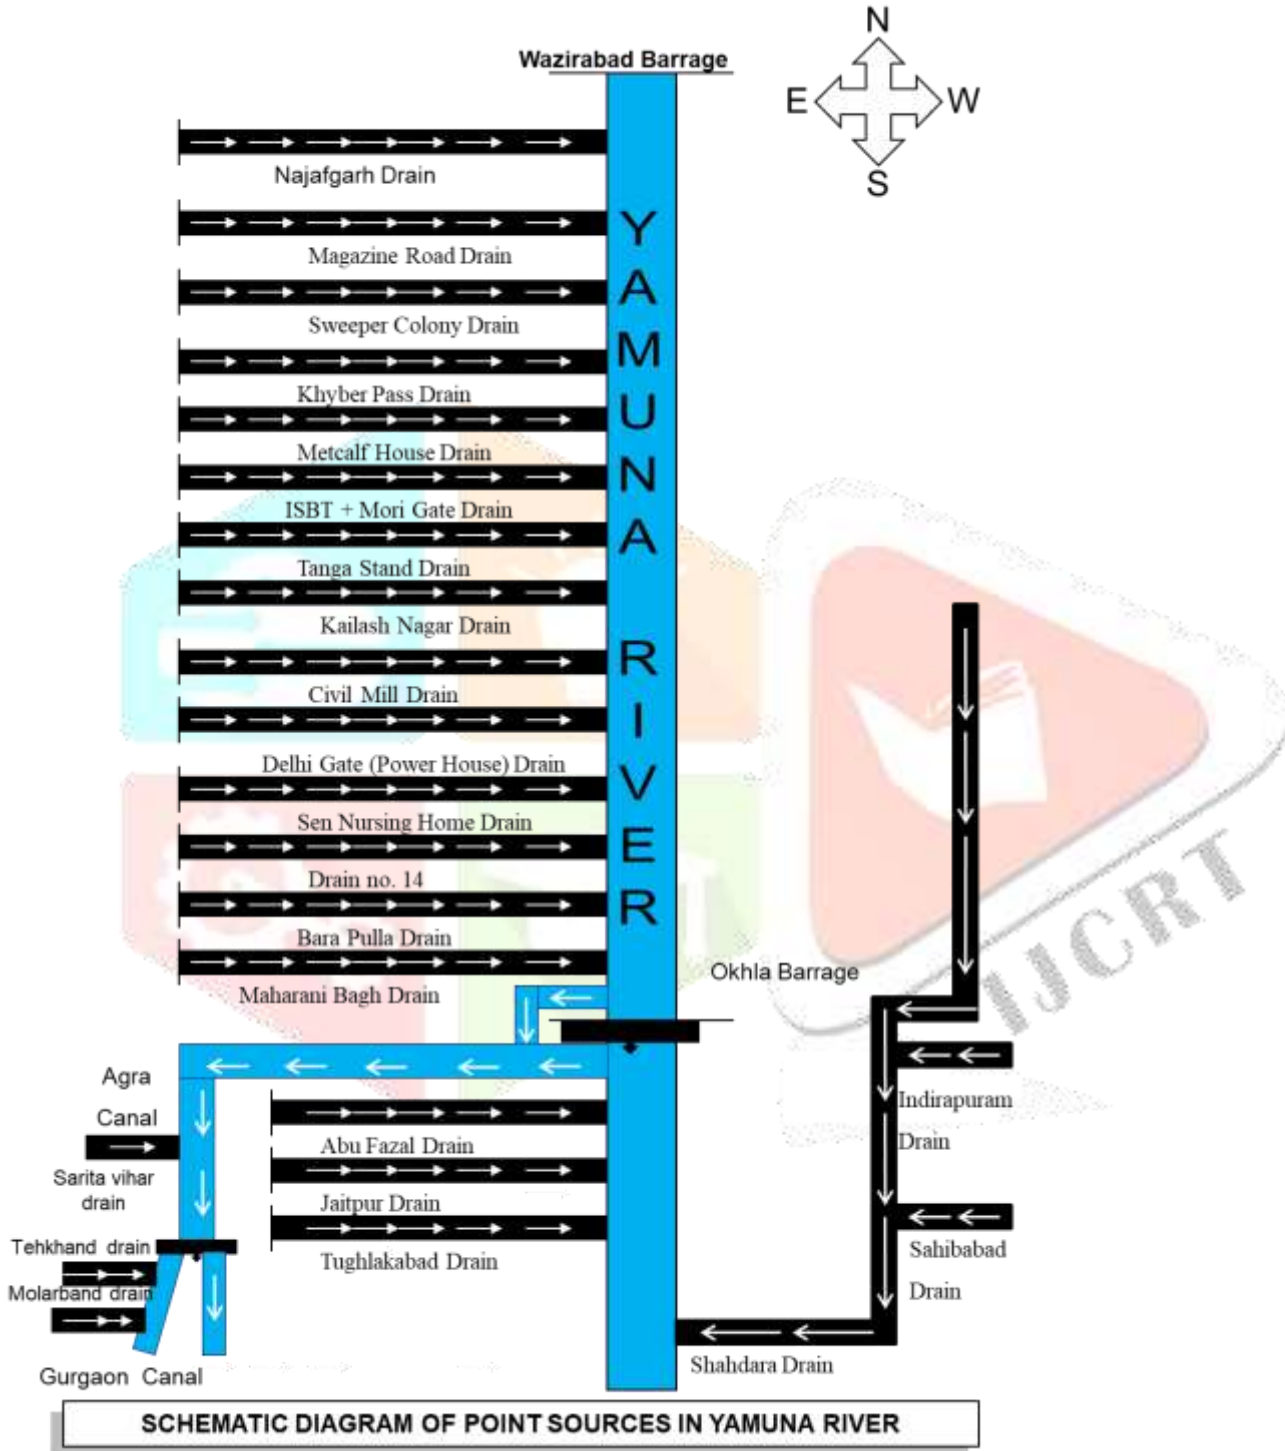 N
Wazirabad Barrage
E
W
S
Najafgarh Drain
Magazine Road Drain
Sweeper Colony Drain
Khyber Pass Drain
Metcalf House Drain
ISBT + Mori Gate Drain
Tanga Stand Drain
Kailash Nagar Drain
Civil Mill Drain
Delhi Gate (Power House) Drain
Sen Nursing Home Drain
Drain no. 14
Bara Pulla Drain
Maharani Bagh Drain
YAMUNA RIVER
Okhla Barrage
IJCRT
Agra
Canal
Sarita vihar
drain
Tehkhand drain
Molarband drain
Gurgaon Canal
Abu Fazal Drain
Jaitpur Drain
Tughlakabad Drain
Indirapuram
Drain
Sahibabad
Drain
Shahdara Drain
SCHEMATIC DIAGRAM OF POINT SOURCES IN YAMUNA RIVER